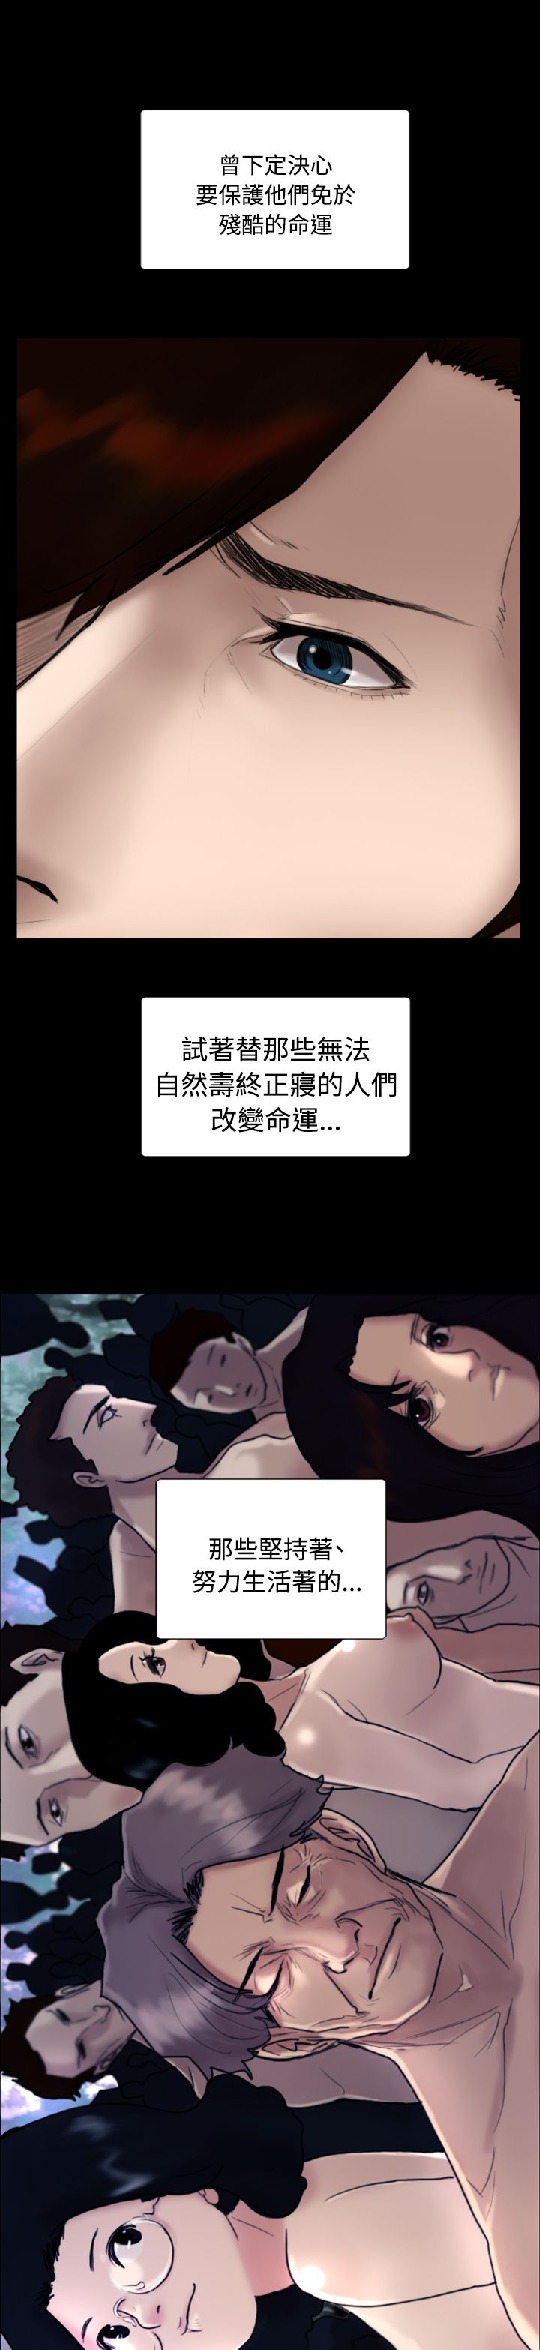 曾下定決心
要保護他們免於
殘酷的命運
試著替那些無法
自然壽終正寢的人們
改變命運...
那些堅持著、
努力生活著的...